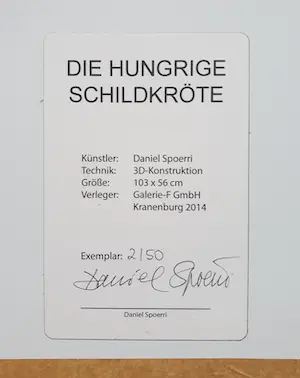 DIE HUNGRIGE
SCHILDKRÖTE
Künstler: Daniel Spoerri
Technik: 3D-Konstruktion
Größe: 103 x 56 cm
Verleger: Galerie-F GmbH
Kranenburg 2014
Exemplar: 2/50
Daniel Spoerri
Daniel Spoerri